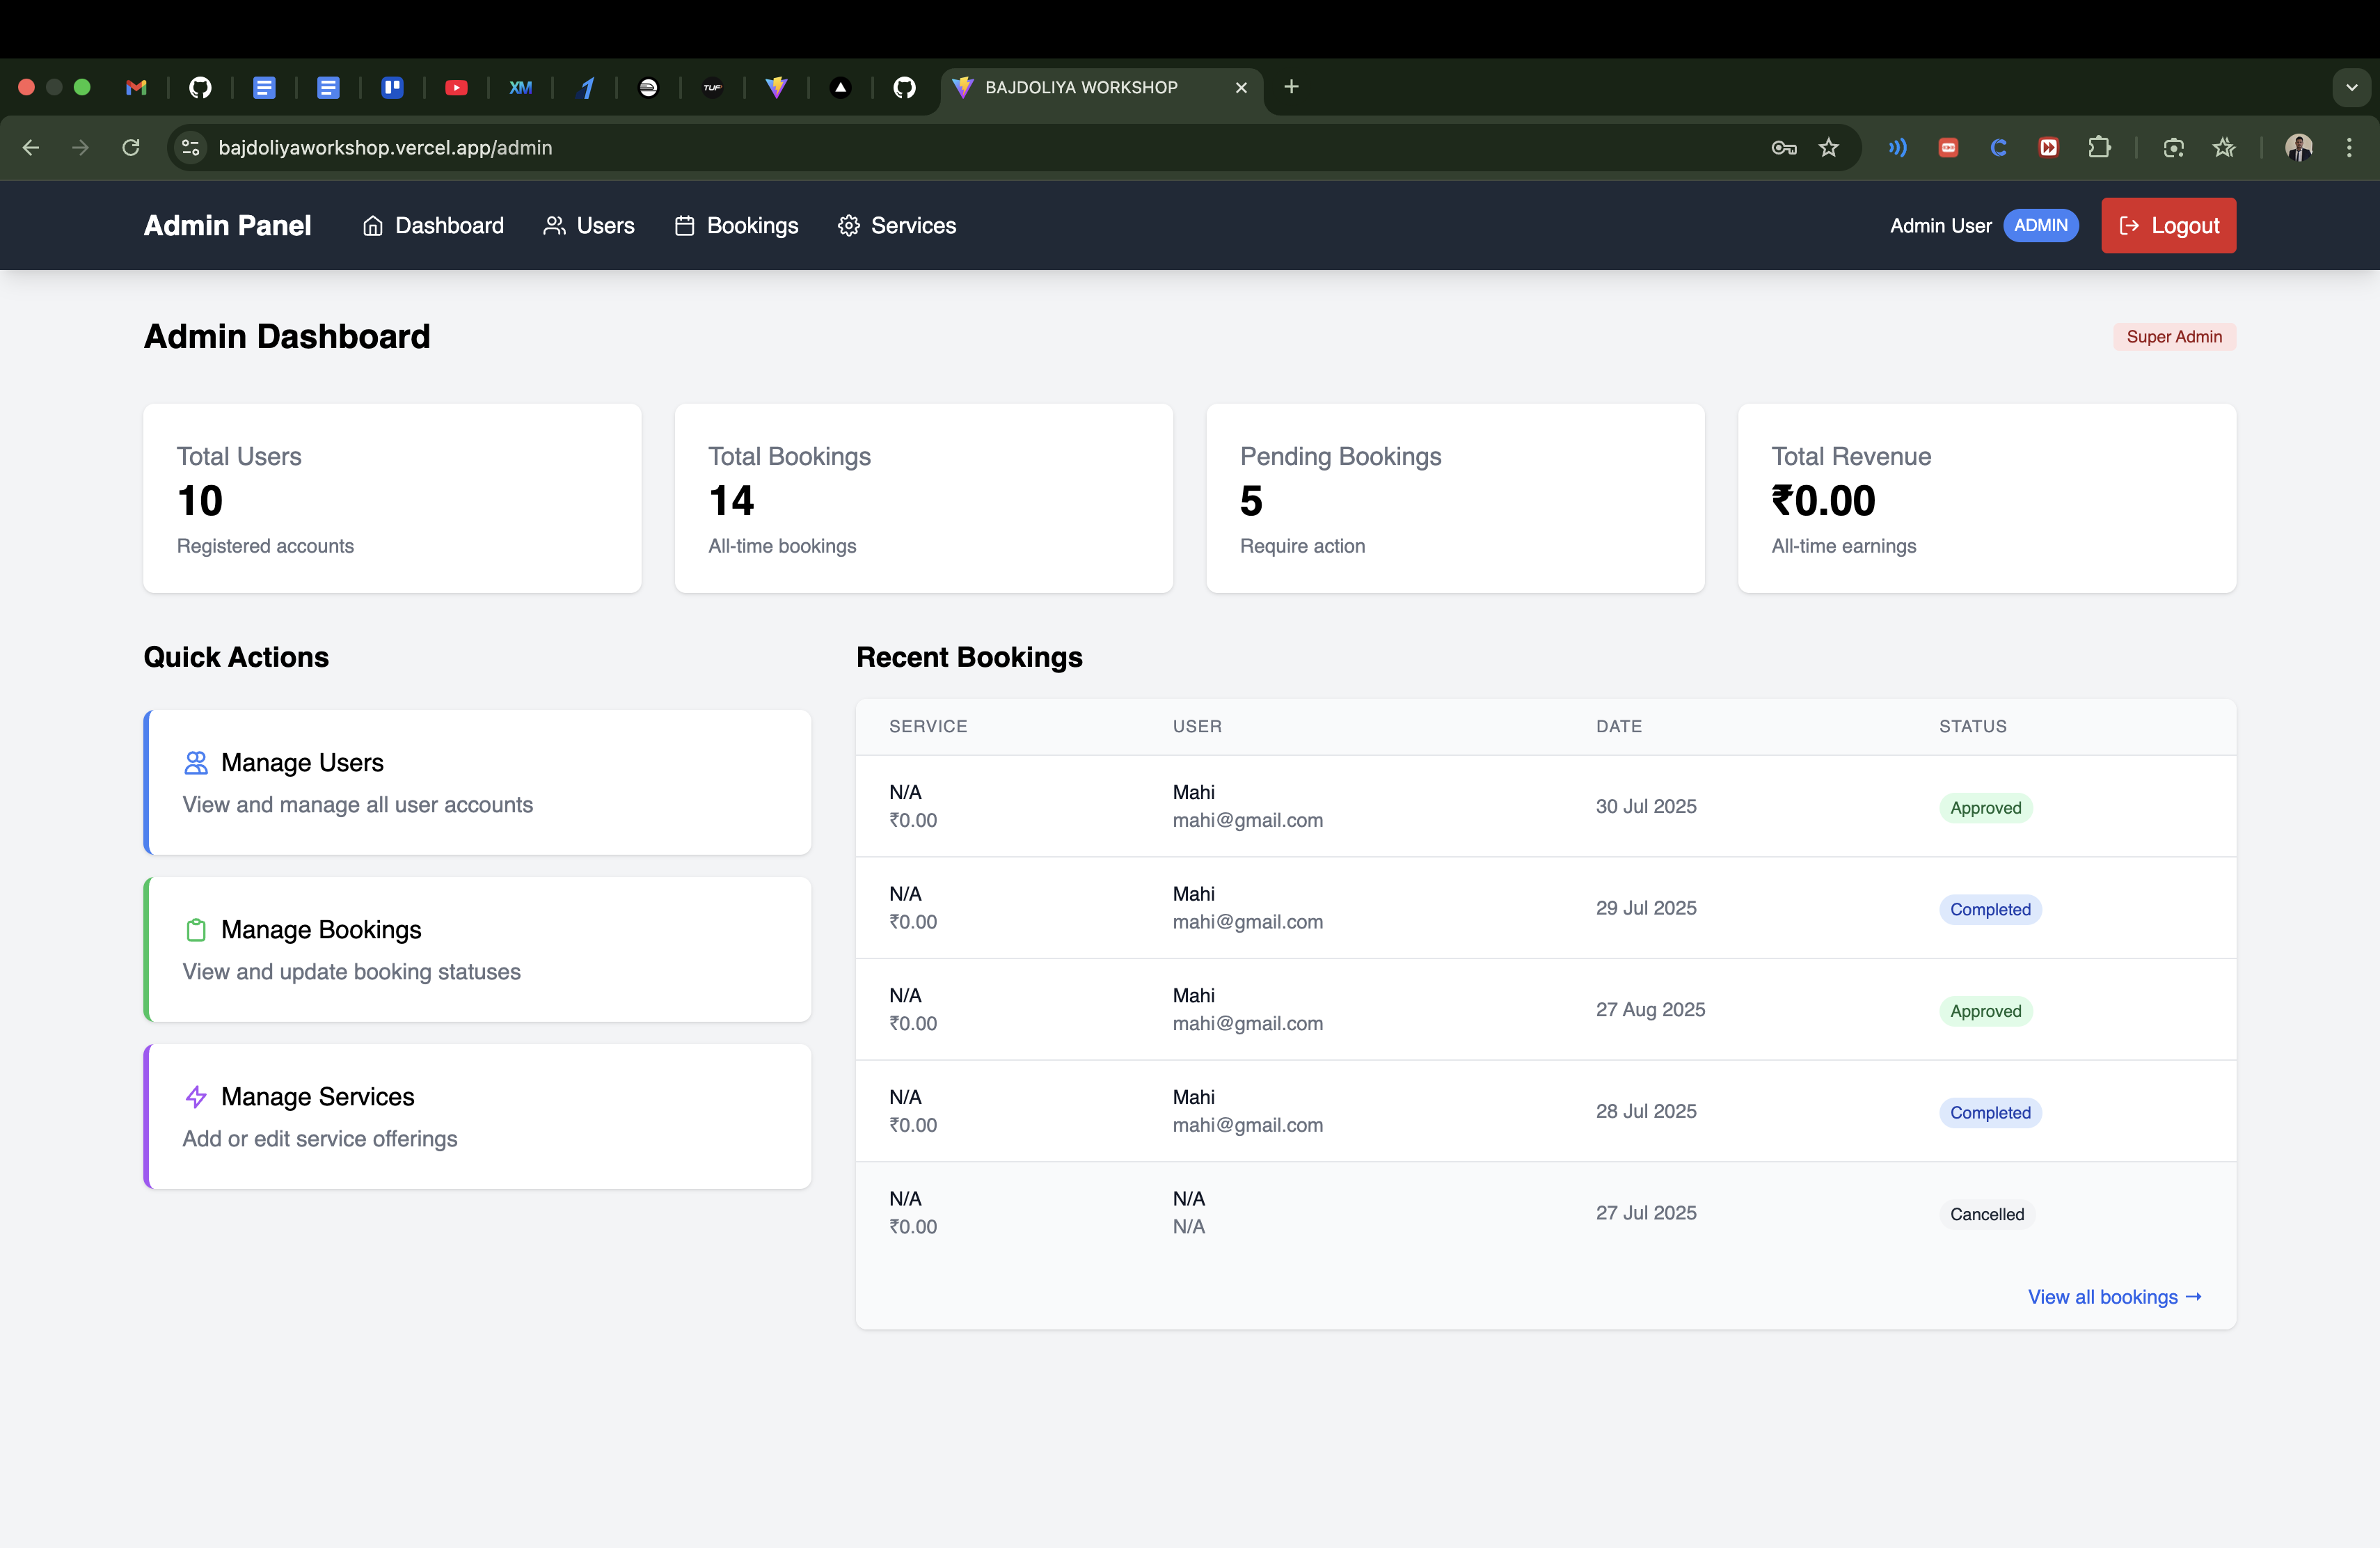 XM
TUF
BAJDOLIYA WORKSHOP
bajdoliyaworkshop.vercel.app/admin
Admin Panel
Dashboard
Users
Bookings
Services
Admin User
ADMIN
Logout
Admin Dashboard
Super Admin
Total Users
10
Registered accounts
Total Bookings
14
All-time bookings
Pending Bookings
5
Require action
Total Revenue
₹0.00
All-time earnings
Quick Actions
Manage Users
View and manage all user accounts
Manage Bookings
View and update booking statuses
Manage Services
Add or edit service offerings
Recent Bookings
SERVICE USER DATE STATUS
N/A
₹0.00
Mahi
mahi@gmail.com
30 Jul 2025
Approved
N/A
₹0.00
Mahi
mahi@gmail.com
29 Jul 2025
Completed
N/A
₹0.00
Mahi
mahi@gmail.com
27 Aug 2025
Approved
N/A
₹0.00
Mahi
mahi@gmail.com
28 Jul 2025
Completed
N/A
₹0.00
N/A
N/A
27 Jul 2025
Cancelled
View all bookings →